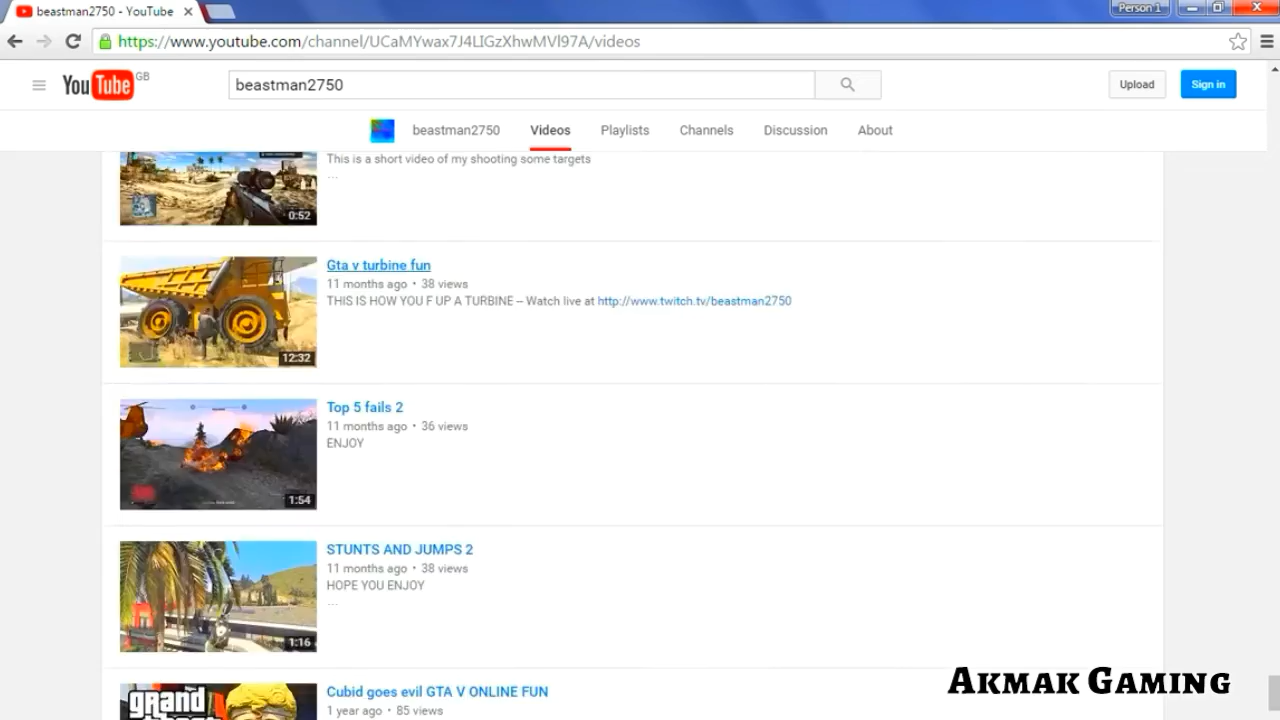 beastman2750 - YouTube
Person 1
https://www.youtube.com/channel/UCaMYwax7J4LIGzXhwMVl97A/videos
YouTube GB
beastman2750
Upload
Sign in
beastman2750
Videos
Playlists
Channels
Discussion
About
This is a short video of my shooting some targets
...
0:52
Gta v turbine fun
11 months ago • 38 views
THIS IS HOW YOU F UP A TURBINE – Watch live at http://www.twitch.tv/beastman2750
12:32
Top 5 fails 2
11 months ago • 36 views
ENJOY
1:54
STUNTS AND JUMPS 2
11 months ago • 38 views
HOPE YOU ENJOY
...
1:16
Cubid goes evil GTA V ONLINE FUN
1 year ago • 85 views
grand
Akmak Gaming